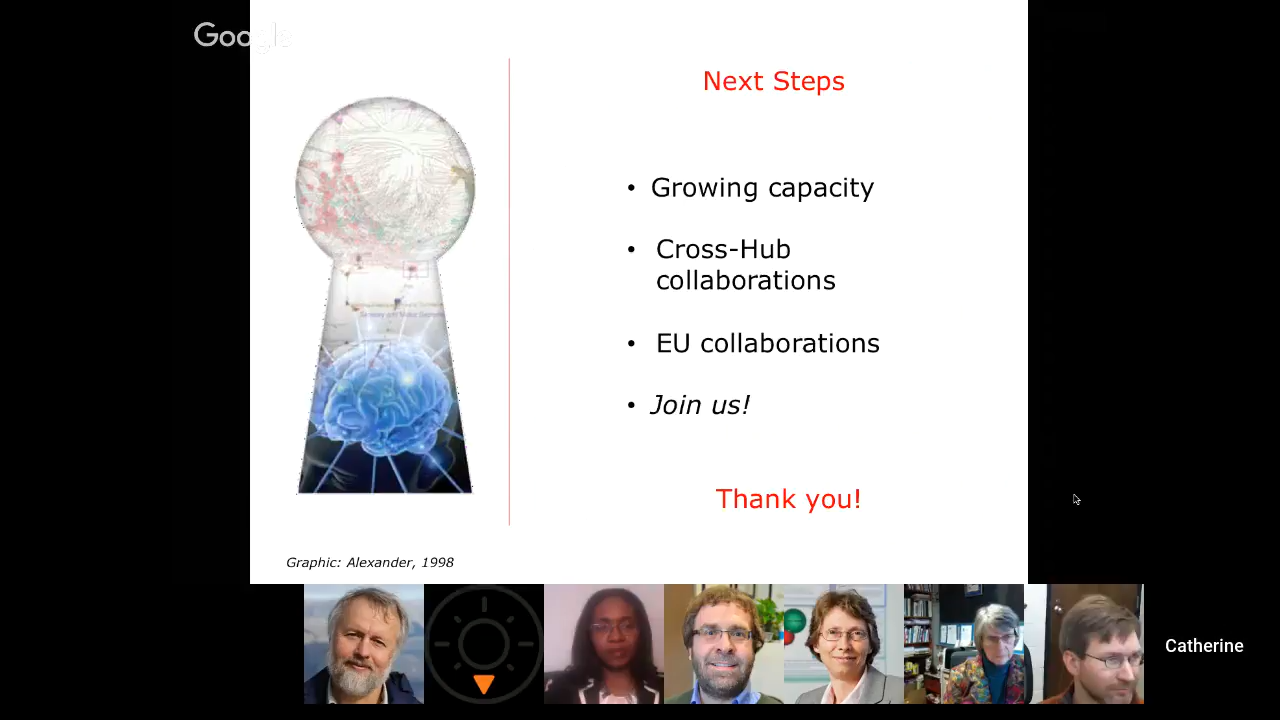 Google
Next Steps
• Growing capacity
• Cross-Hub
collaborations
• EU collaborations
• Join us!
Thank you!
Graphic: Alexander, 1998
Catherine